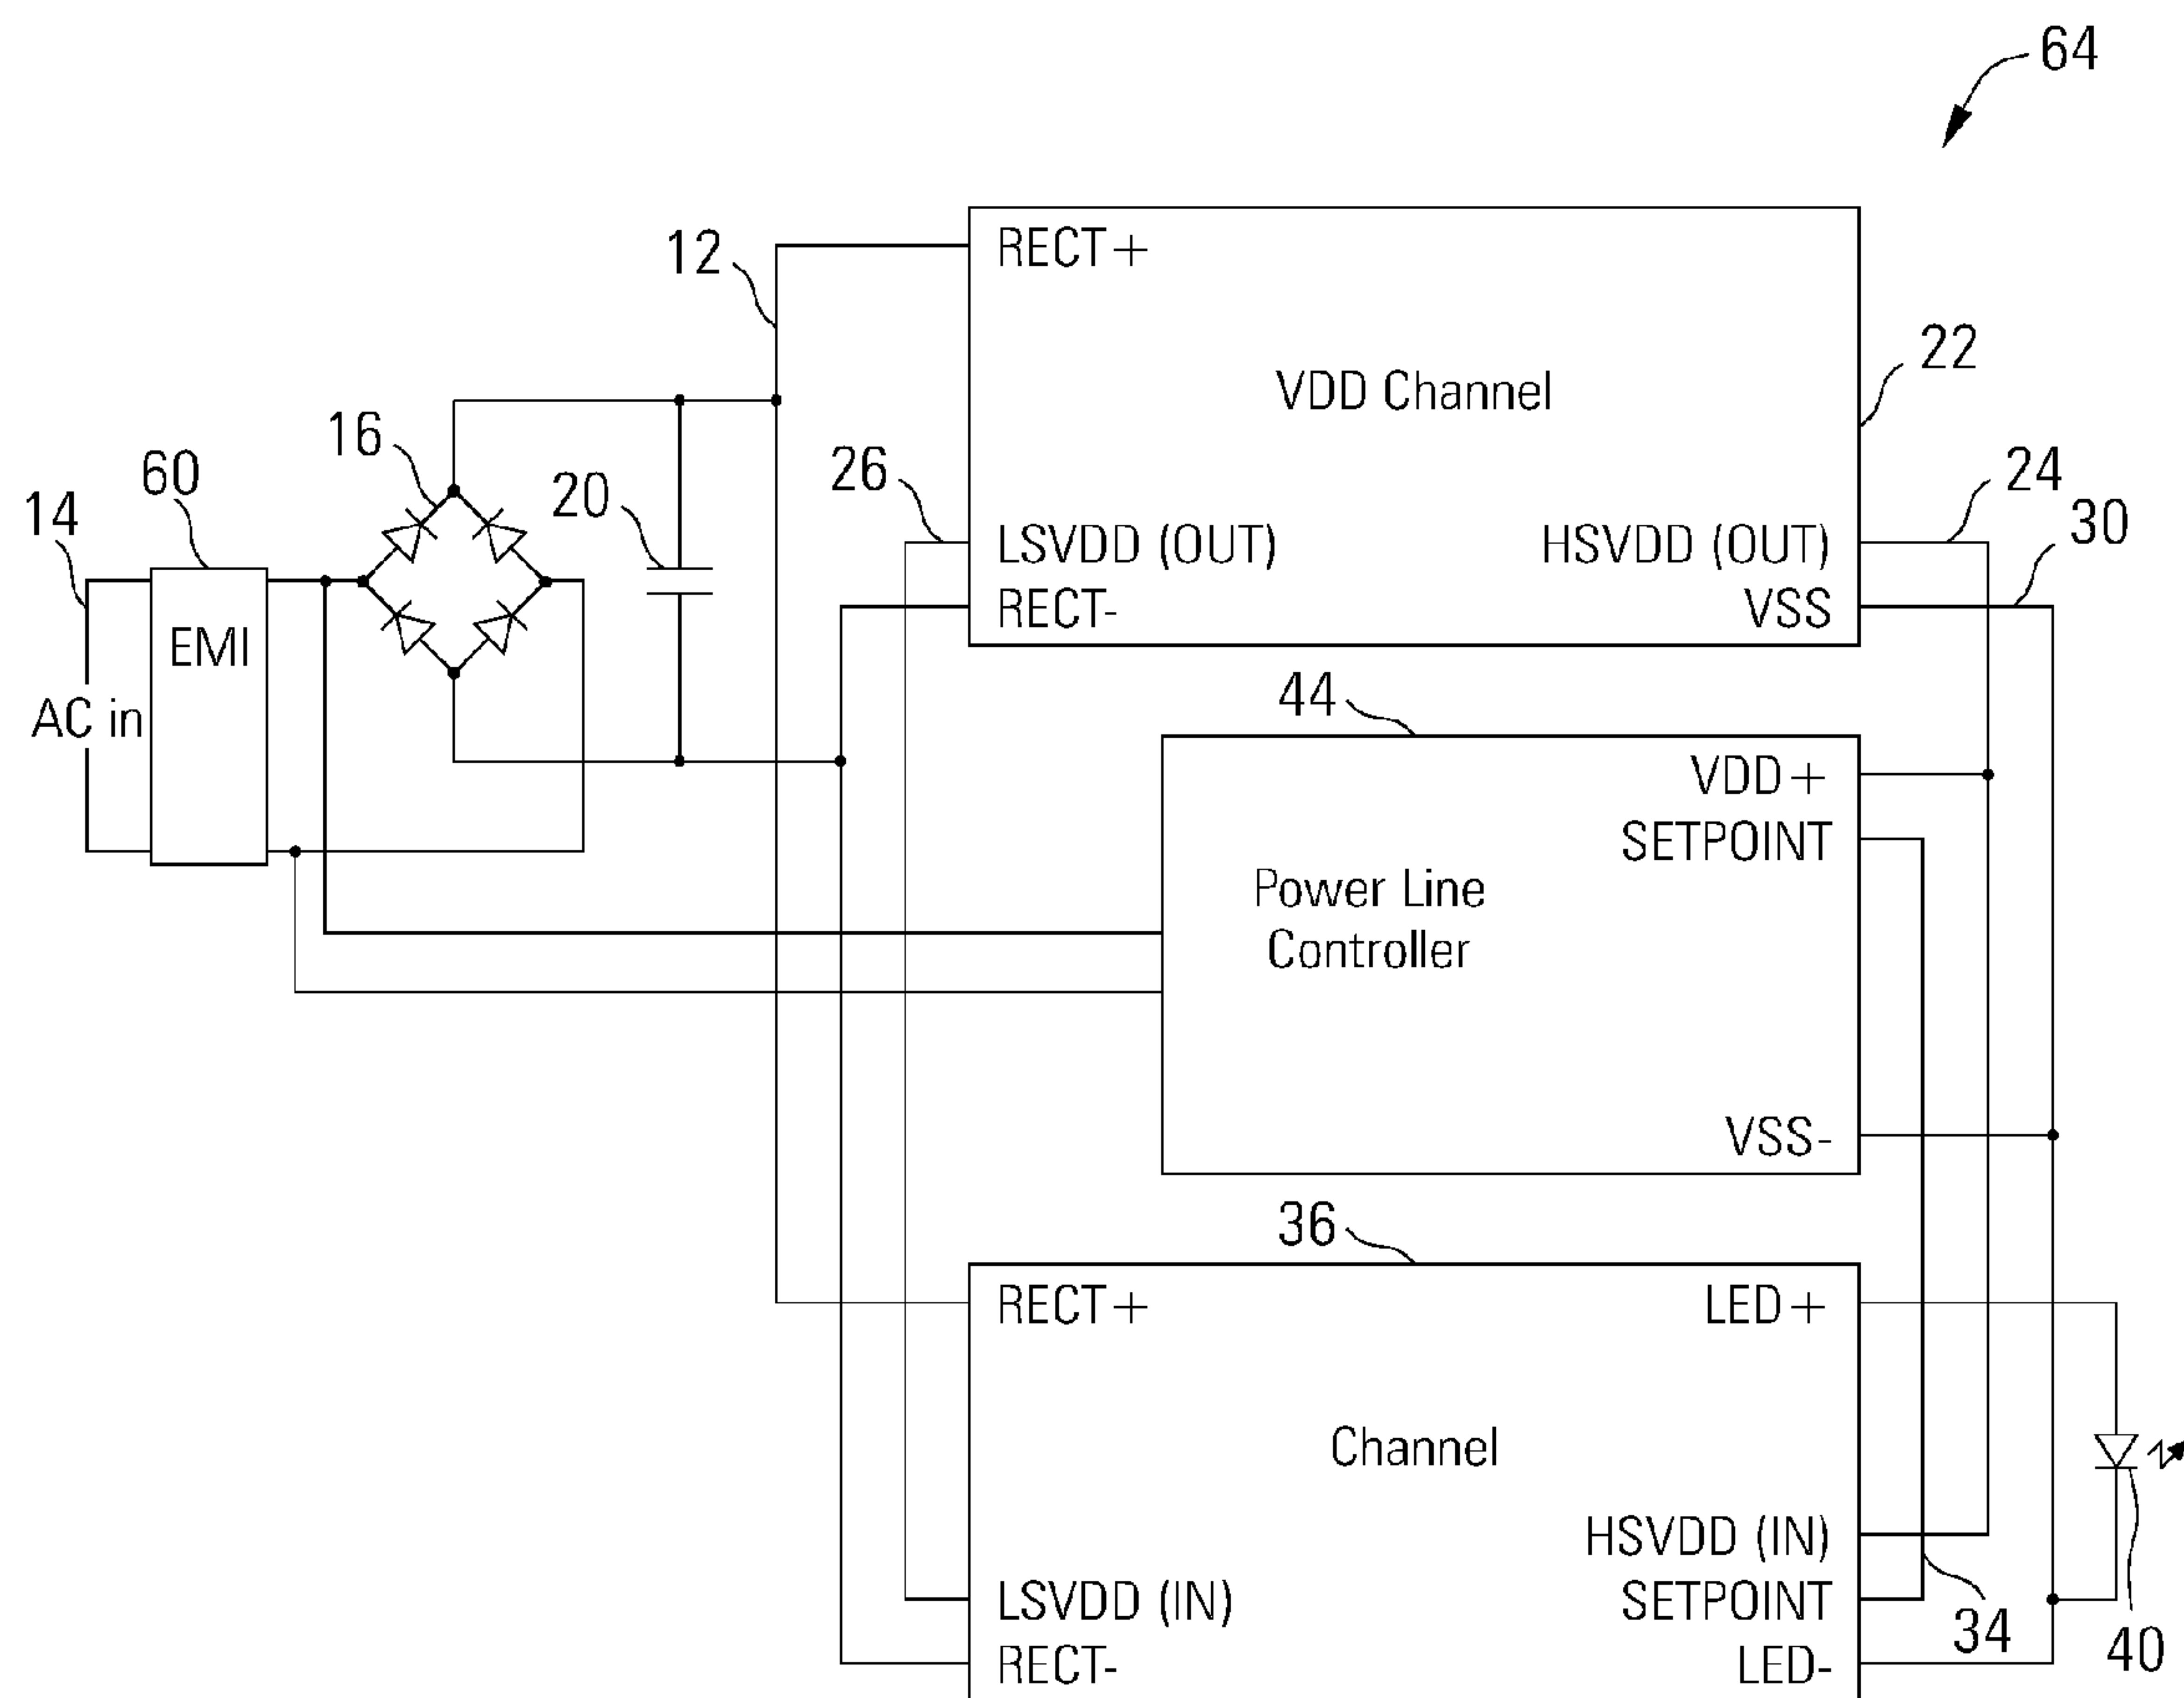 64
12
RECT+
VDD Channel
22
16
60
14
20
26
24
30
LSVDD (OUT)
HSVDD (OUT)
RECT-
VSS
EMI
AC in
44
VDD+
SETPOINT
Power Line
Controller
VSS-
36
RECT+
LED+
Channel
HSVDD (IN)
LSVDD (IN)
SETPOINT
34
40
RECT-
LED-